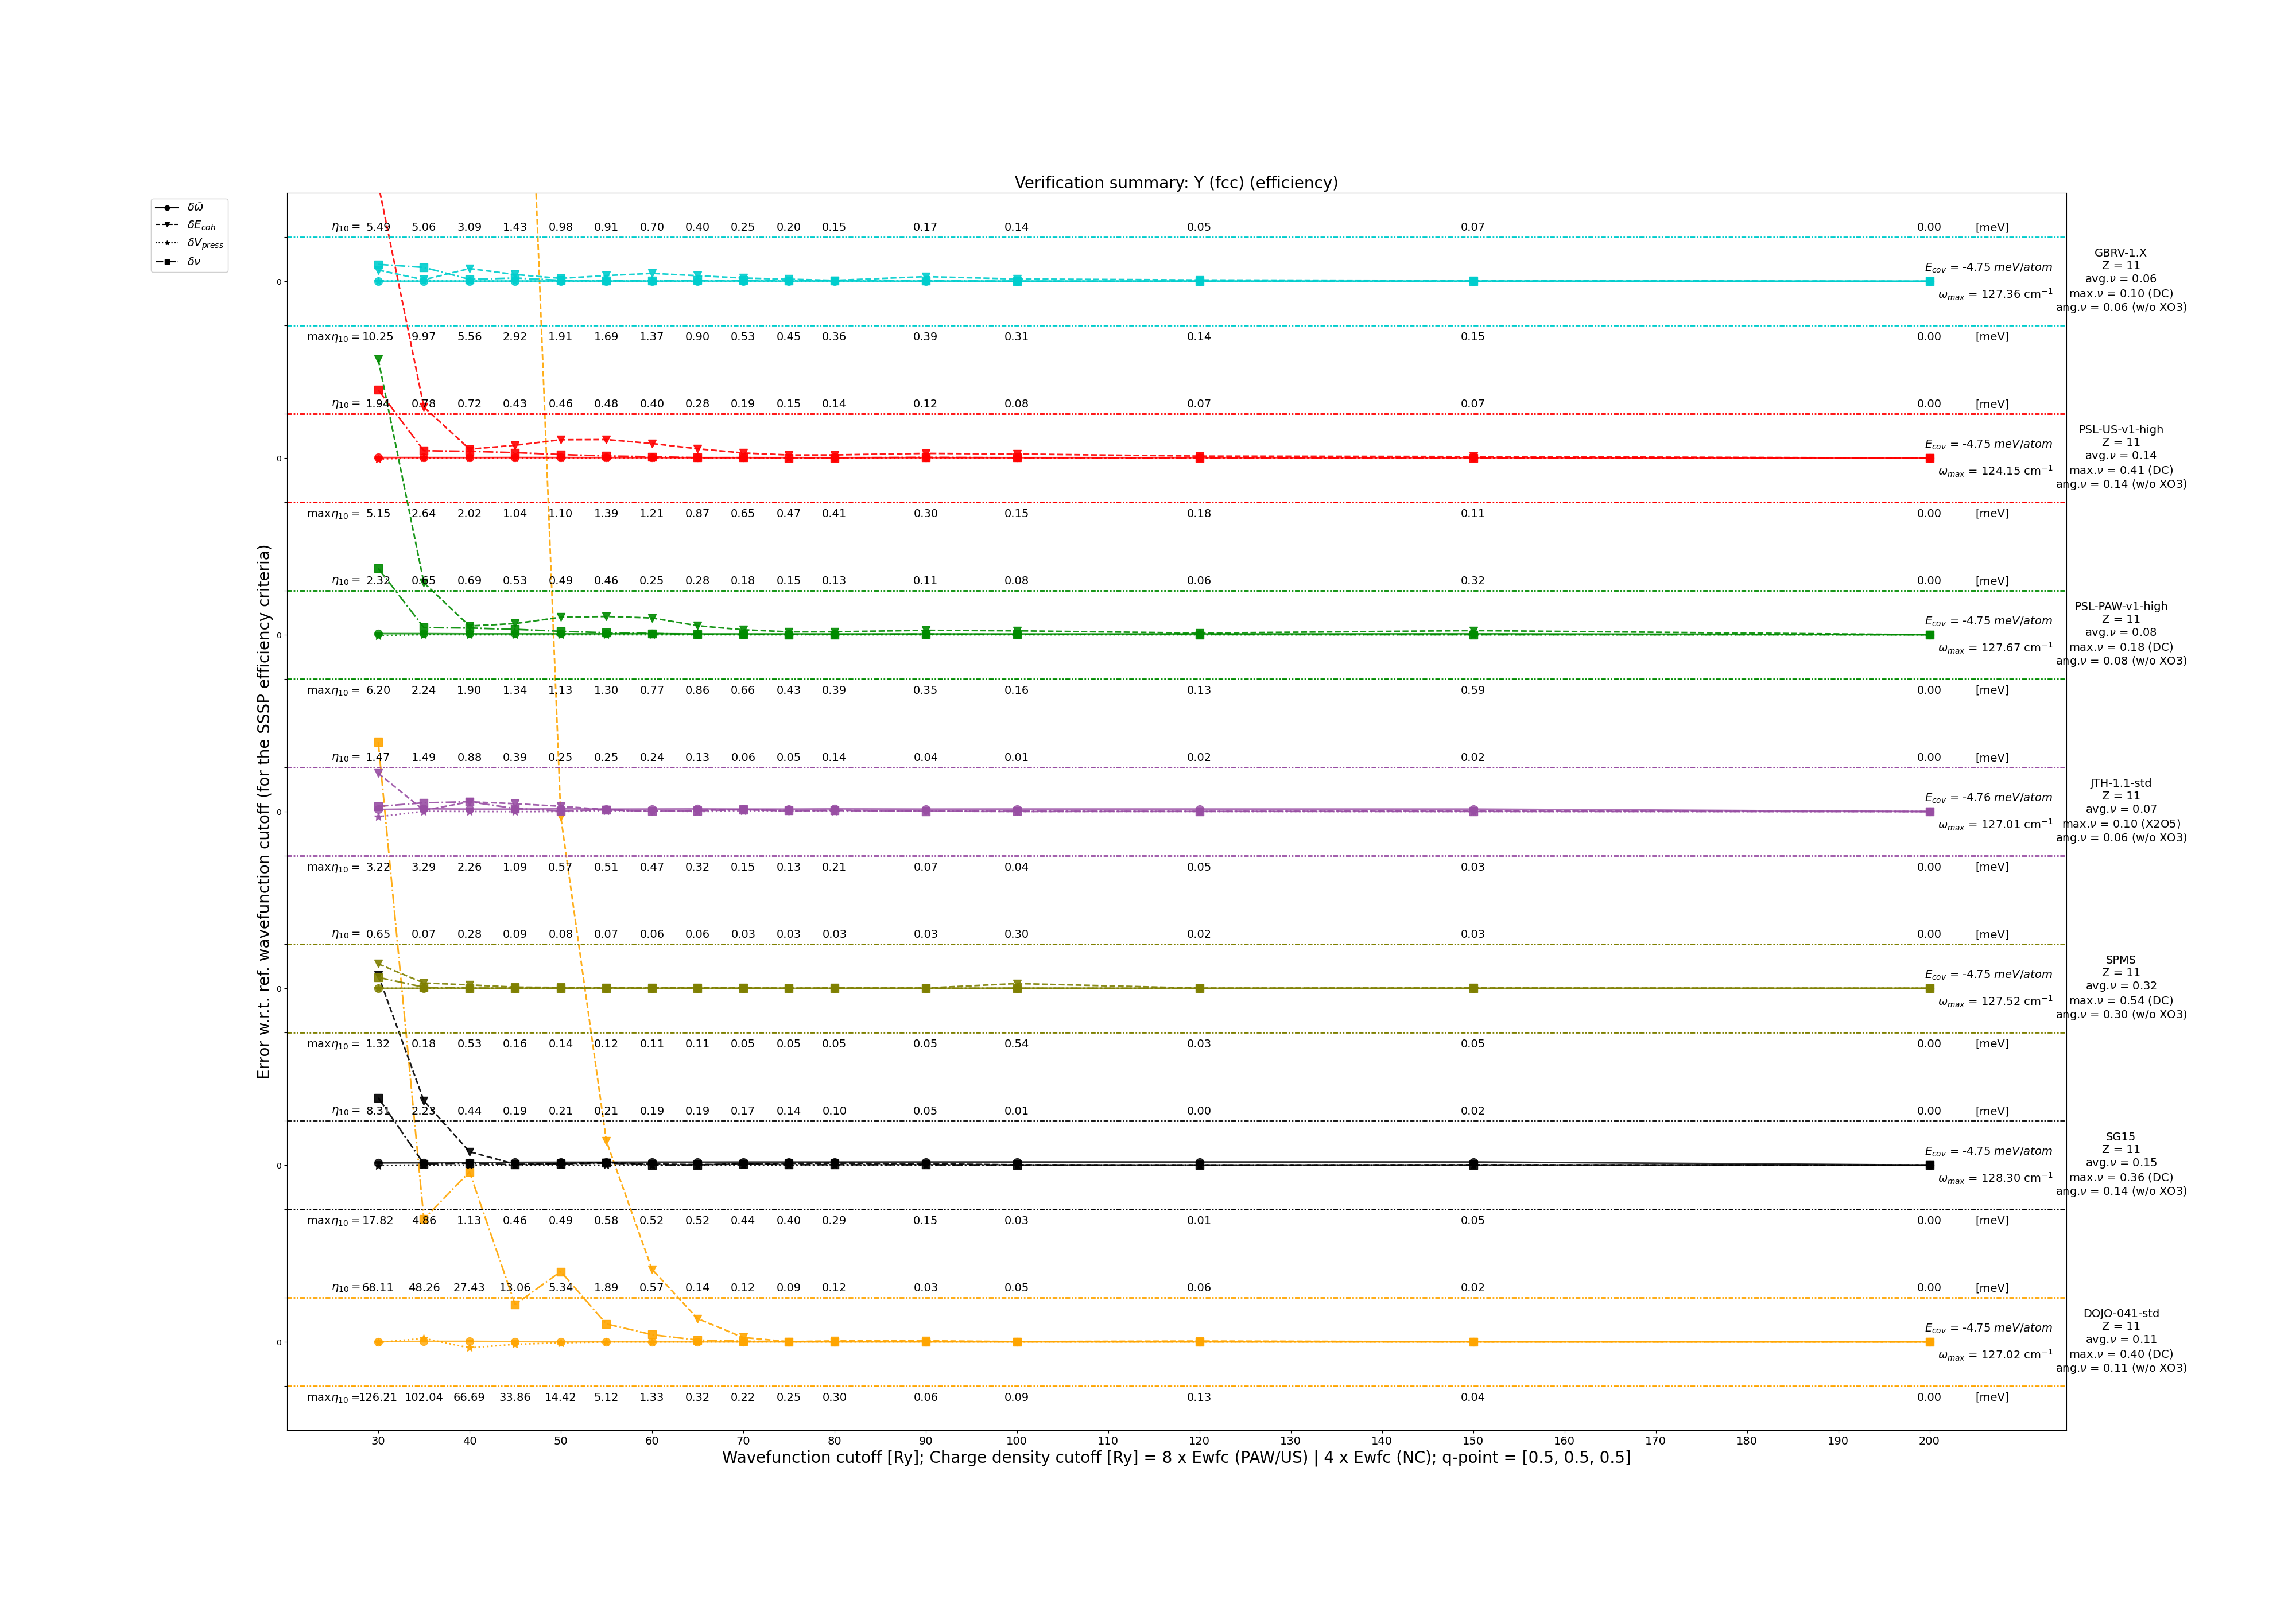 Verification summary: Y (fcc) (efficiency)
δω̄
δE_coh
δV_press
δν
Error w.r.t. ref. wavefunction cutoff (for the SSSP efficiency criteria)
η₁₀ = 5.49 5.06 3.09 1.43 0.98 0.91 0.70 0.40 0.25 0.20 0.15 0.17 0.14 0.05 0.07 0.00 [meV]
0
E_cov = -4.75 meV/atom
ω_max = 127.36 cm⁻¹
GBRV-1.X
Z = 11
avg.ν = 0.06
max.ν = 0.10 (DC)
ang.ν = 0.06 (w/o XO3)
maxη₁₀ = 10.25 9.97 5.56 2.92 1.91 1.69 1.37 0.90 0.53 0.45 0.36 0.39 0.31 0.14 0.15 0.00 [meV]
η₁₀ = 1.94 0.78 0.72 0.43 0.46 0.48 0.40 0.28 0.19 0.15 0.14 0.12 0.08 0.07 0.07 0.00 [meV]
0
E_cov = -4.75 meV/atom
ω_max = 124.15 cm⁻¹
PSL-US-v1-high
Z = 11
avg.ν = 0.14
max.ν = 0.41 (DC)
ang.ν = 0.14 (w/o XO3)
maxη₁₀ = 5.15 2.64 2.02 1.04 1.10 1.39 1.21 0.87 0.65 0.47 0.41 0.30 0.15 0.18 0.11 0.00 [meV]
η₁₀ = 2.32 0.65 0.69 0.53 0.49 0.46 0.25 0.28 0.18 0.15 0.13 0.11 0.08 0.06 0.32 0.00 [meV]
0
E_cov = -4.75 meV/atom
ω_max = 127.67 cm⁻¹
PSL-PAW-v1-high
Z = 11
avg.ν = 0.08
max.ν = 0.18 (DC)
ang.ν = 0.08 (w/o XO3)
maxη₁₀ = 6.20 2.24 1.90 1.34 1.13 1.30 0.77 0.86 0.66 0.43 0.39 0.35 0.16 0.13 0.59 0.00 [meV]
η₁₀ = 1.47 1.49 0.88 0.39 0.25 0.25 0.24 0.13 0.06 0.05 0.14 0.04 0.01 0.02 0.02 0.00 [meV]
0
E_cov = -4.76 meV/atom
ω_max = 127.01 cm⁻¹
JTH-1.1-std
Z = 11
avg.ν = 0.07
max.ν = 0.10 (X2O5)
ang.ν = 0.06 (w/o XO3)
maxη₁₀ = 3.22 3.29 2.26 1.09 0.57 0.51 0.47 0.32 0.15 0.13 0.21 0.07 0.04 0.05 0.03 0.00 [meV]
η₁₀ = 0.65 0.07 0.28 0.09 0.08 0.07 0.06 0.06 0.03 0.03 0.03 0.03 0.30 0.02 0.03 0.00 [meV]
0
E_cov = -4.75 meV/atom
ω_max = 127.52 cm⁻¹
SPMS
Z = 11
avg.ν = 0.32
max.ν = 0.54 (DC)
ang.ν = 0.30 (w/o XO3)
maxη₁₀ = 1.32 0.18 0.53 0.16 0.14 0.12 0.11 0.11 0.05 0.05 0.05 0.05 0.54 0.03 0.05 0.00 [meV]
η₁₀ = 8.31 2.23 0.44 0.19 0.21 0.21 0.19 0.19 0.17 0.14 0.10 0.05 0.01 0.00 0.02 0.00 [meV]
0
E_cov = -4.75 meV/atom
ω_max = 128.30 cm⁻¹
SG15
Z = 11
avg.ν = 0.15
max.ν = 0.36 (DC)
ang.ν = 0.14 (w/o XO3)
maxη₁₀ = 17.82 4.86 1.13 0.46 0.49 0.58 0.52 0.52 0.44 0.40 0.29 0.15 0.03 0.01 0.05 0.00 [meV]
η₁₀ = 68.11 48.26 27.43 13.06 5.34 1.89 0.57 0.14 0.12 0.09 0.12 0.03 0.05 0.06 0.02 0.00 [meV]
0
E_cov = -4.75 meV/atom
ω_max = 127.02 cm⁻¹
DOJO-041-std
Z = 11
avg.ν = 0.11
max.ν = 0.40 (DC)
ang.ν = 0.11 (w/o XO3)
maxη₁₀ = 126.21 102.04 66.69 33.86 14.42 5.12 1.33 0.32 0.22 0.25 0.30 0.06 0.09 0.13 0.04 0.00 [meV]
30 40 50 60 70 80 90 100 110 120 130 140 150 160 170 180 190 200
Wavefunction cutoff [Ry]; Charge density cutoff [Ry] = 8 x Ewfc (PAW/US) | 4 x Ewfc (NC); q-point = [0.5, 0.5, 0.5]